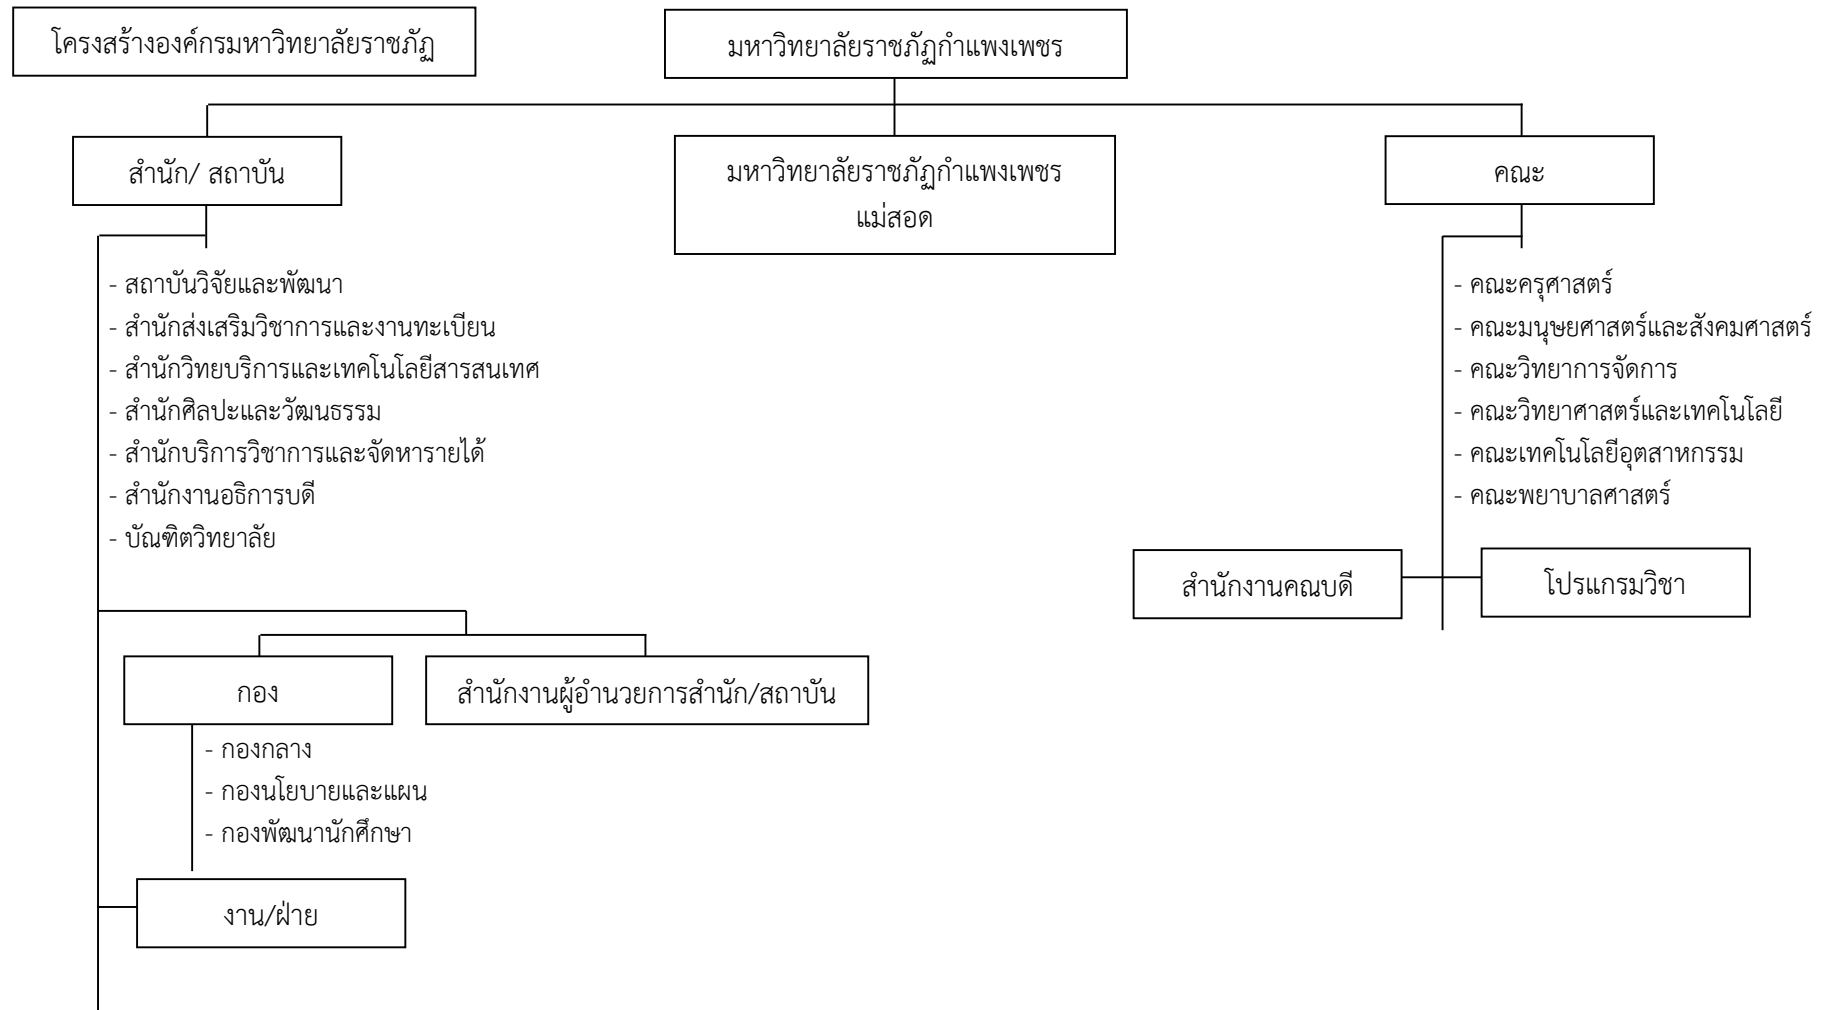 โครงสร้างองค์กรมหาวิทยาลัยราชภัฏ
มหาวิทยาลัยราชภัฏกำแพงเพชร
สำนัก/ สถาบัน
มหาวิทยาลัยราชภัฏกำแพงเพชร
แม่สอด
คณะ
- สถาบันวิจัยและพัฒนา
- สำนักส่งเสริมวิชาการและงานทะเบียน
- สำนักวิทยบริการและเทคโนโลยีสารสนเทศ
- สำนักศิลปะและวัฒนธรรม
- สำนักบริการวิชาการและจัดหารายได้
- สำนักงานอธิการบดี
- บัณฑิตวิทยาลัย
- คณะครุศาสตร์
- คณะมนุษยศาสตร์และสังคมศาสตร์
- คณะวิทยาการจัดการ
- คณะวิทยาศาสตร์และเทคโนโลยี
- คณะเทคโนโลยีอุตสาหกรรม
- คณะพยาบาลศาสตร์
สำนักงานคณบดี
โปรแกรมวิชา
กอง
สำนักงานผู้อำนวยการสำนัก/สถาบัน
- กองกลาง
- กองนโยบายและแผน
- กองพัฒนานักศึกษา
งาน/ฝ่าย